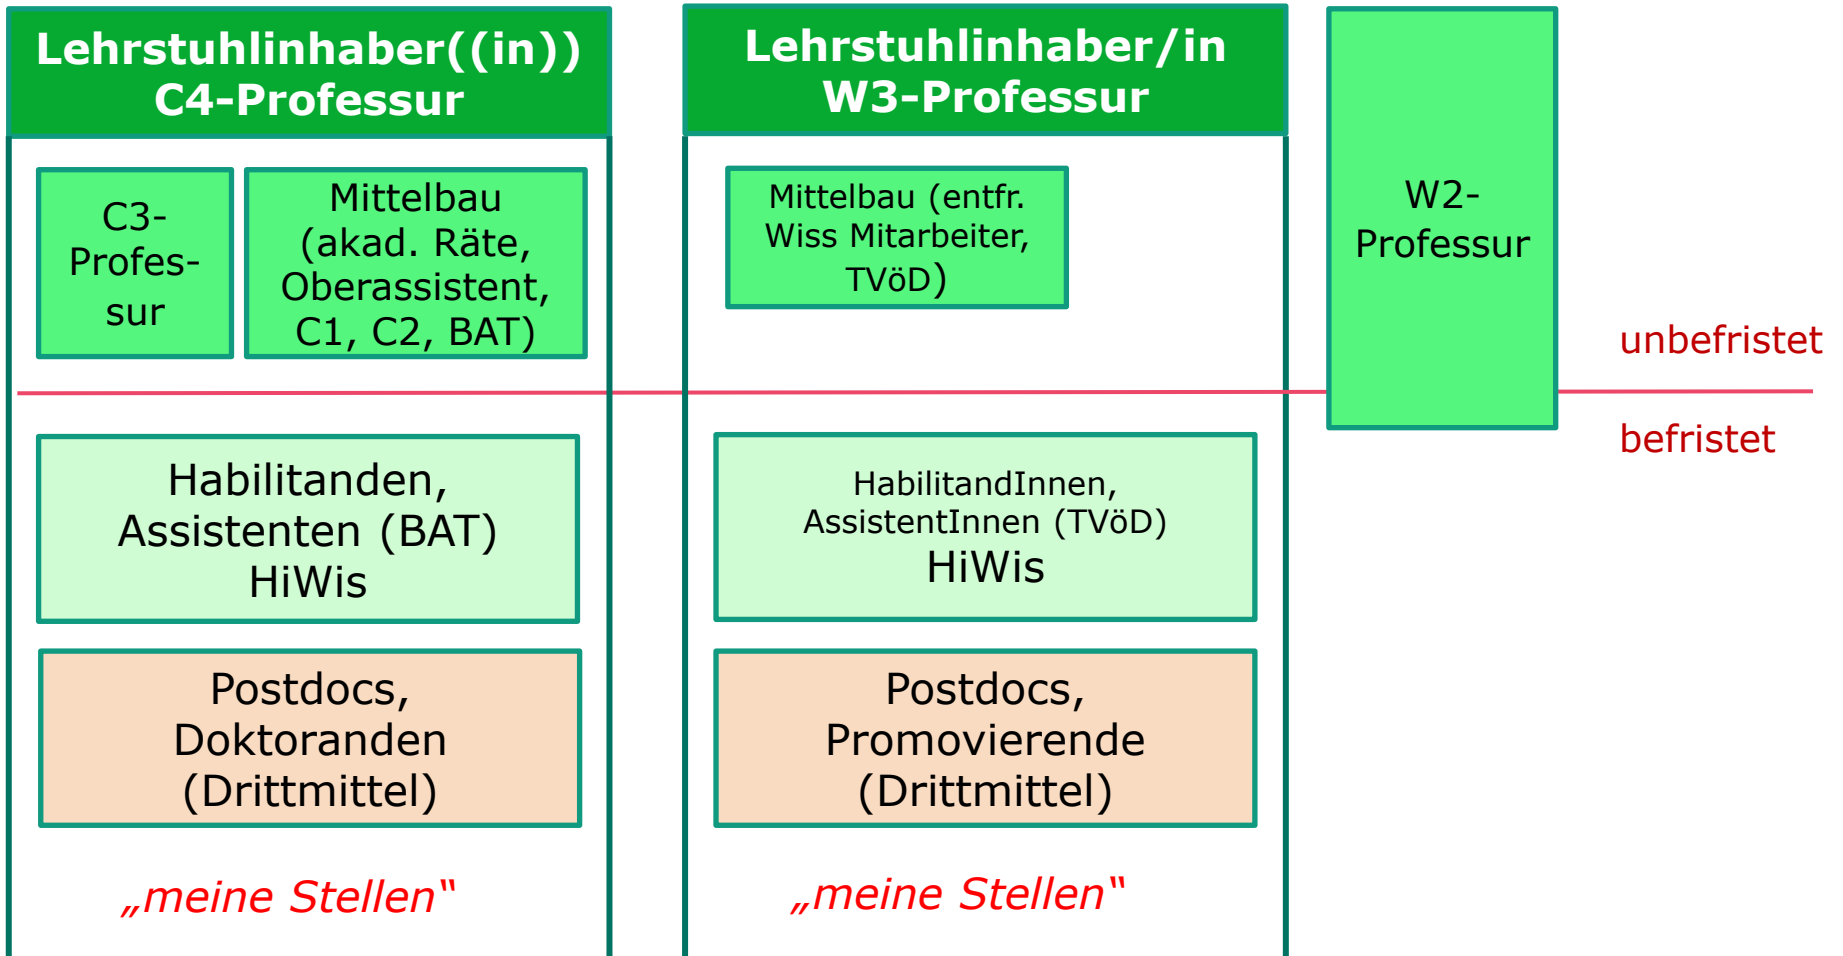 Lehrstuhlinhaber((in))
C4-Professur
C3-
Profes-
sur
Mittelbau
(akad. Räte,
Oberassistent,
C1, C2, BAT)
Habilitanden,
Assistenten (BAT)
HiWis
Postdocs,
Doktoranden
(Drittmittel)
„meine Stellen“
Lehrstuhlinhaber/in
W3-Professur
Mittelbau (entfr.
Wiss Mitarbeiter,
TVöD)
HabilitandInnen,
AssistentInnen (TVöD)
HiWis
Postdocs,
Promovierende
(Drittmittel)
„meine Stellen“
W2-
Professur
unbefristet
befristet